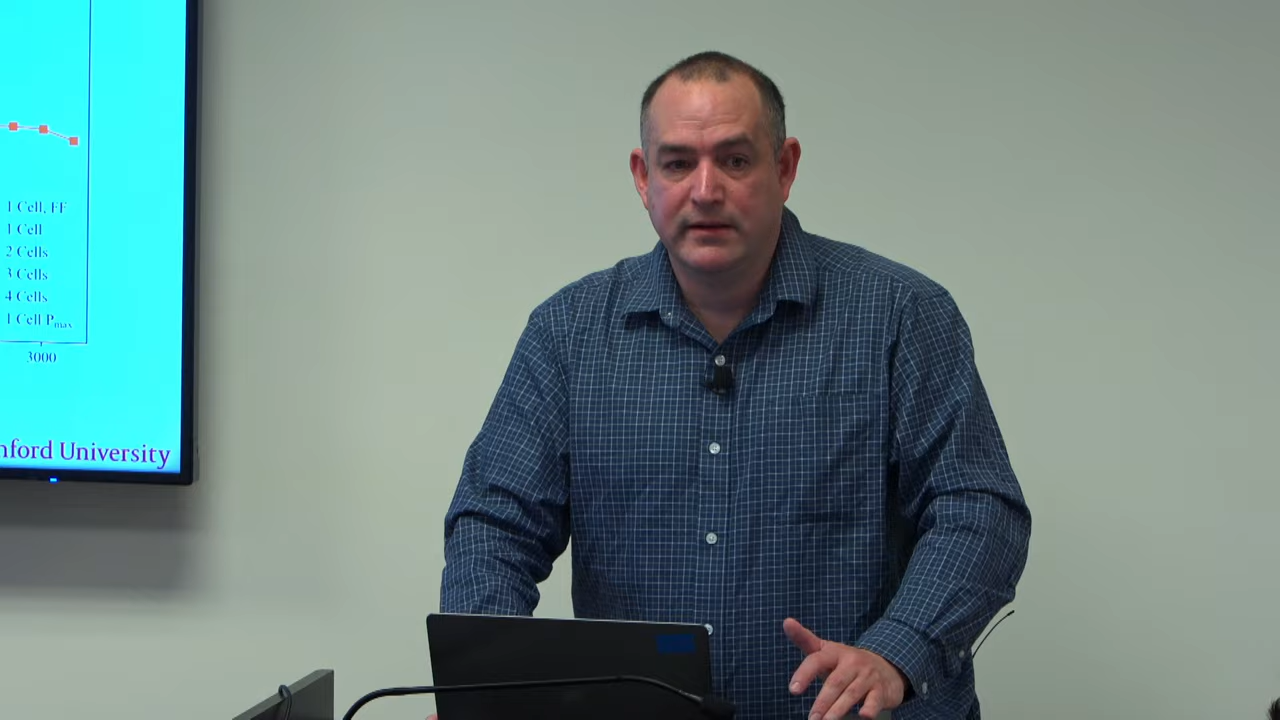 1 Cell, FF
1 Cell
2 Cells
3 Cells
4 Cells
1 Cell Pmax
3000
nford University